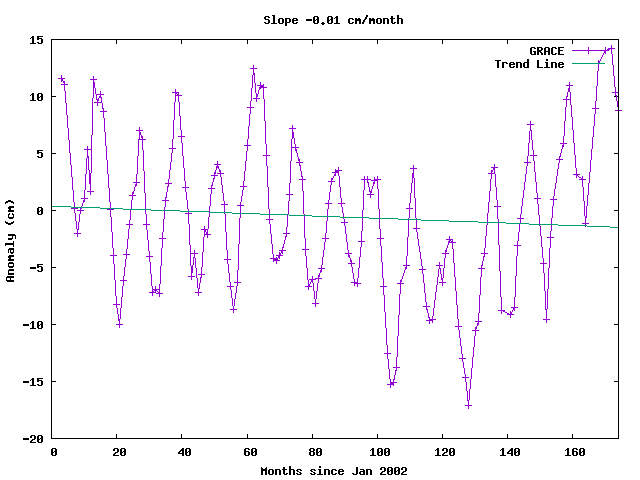 Slope -0.01 cm/month
GRACE
Trend Line
15
10
5
0
-5
-10
-15
-20
Anomaly (cm)
0 20 40 60 80 100 120 140 160
Months since Jan 2002